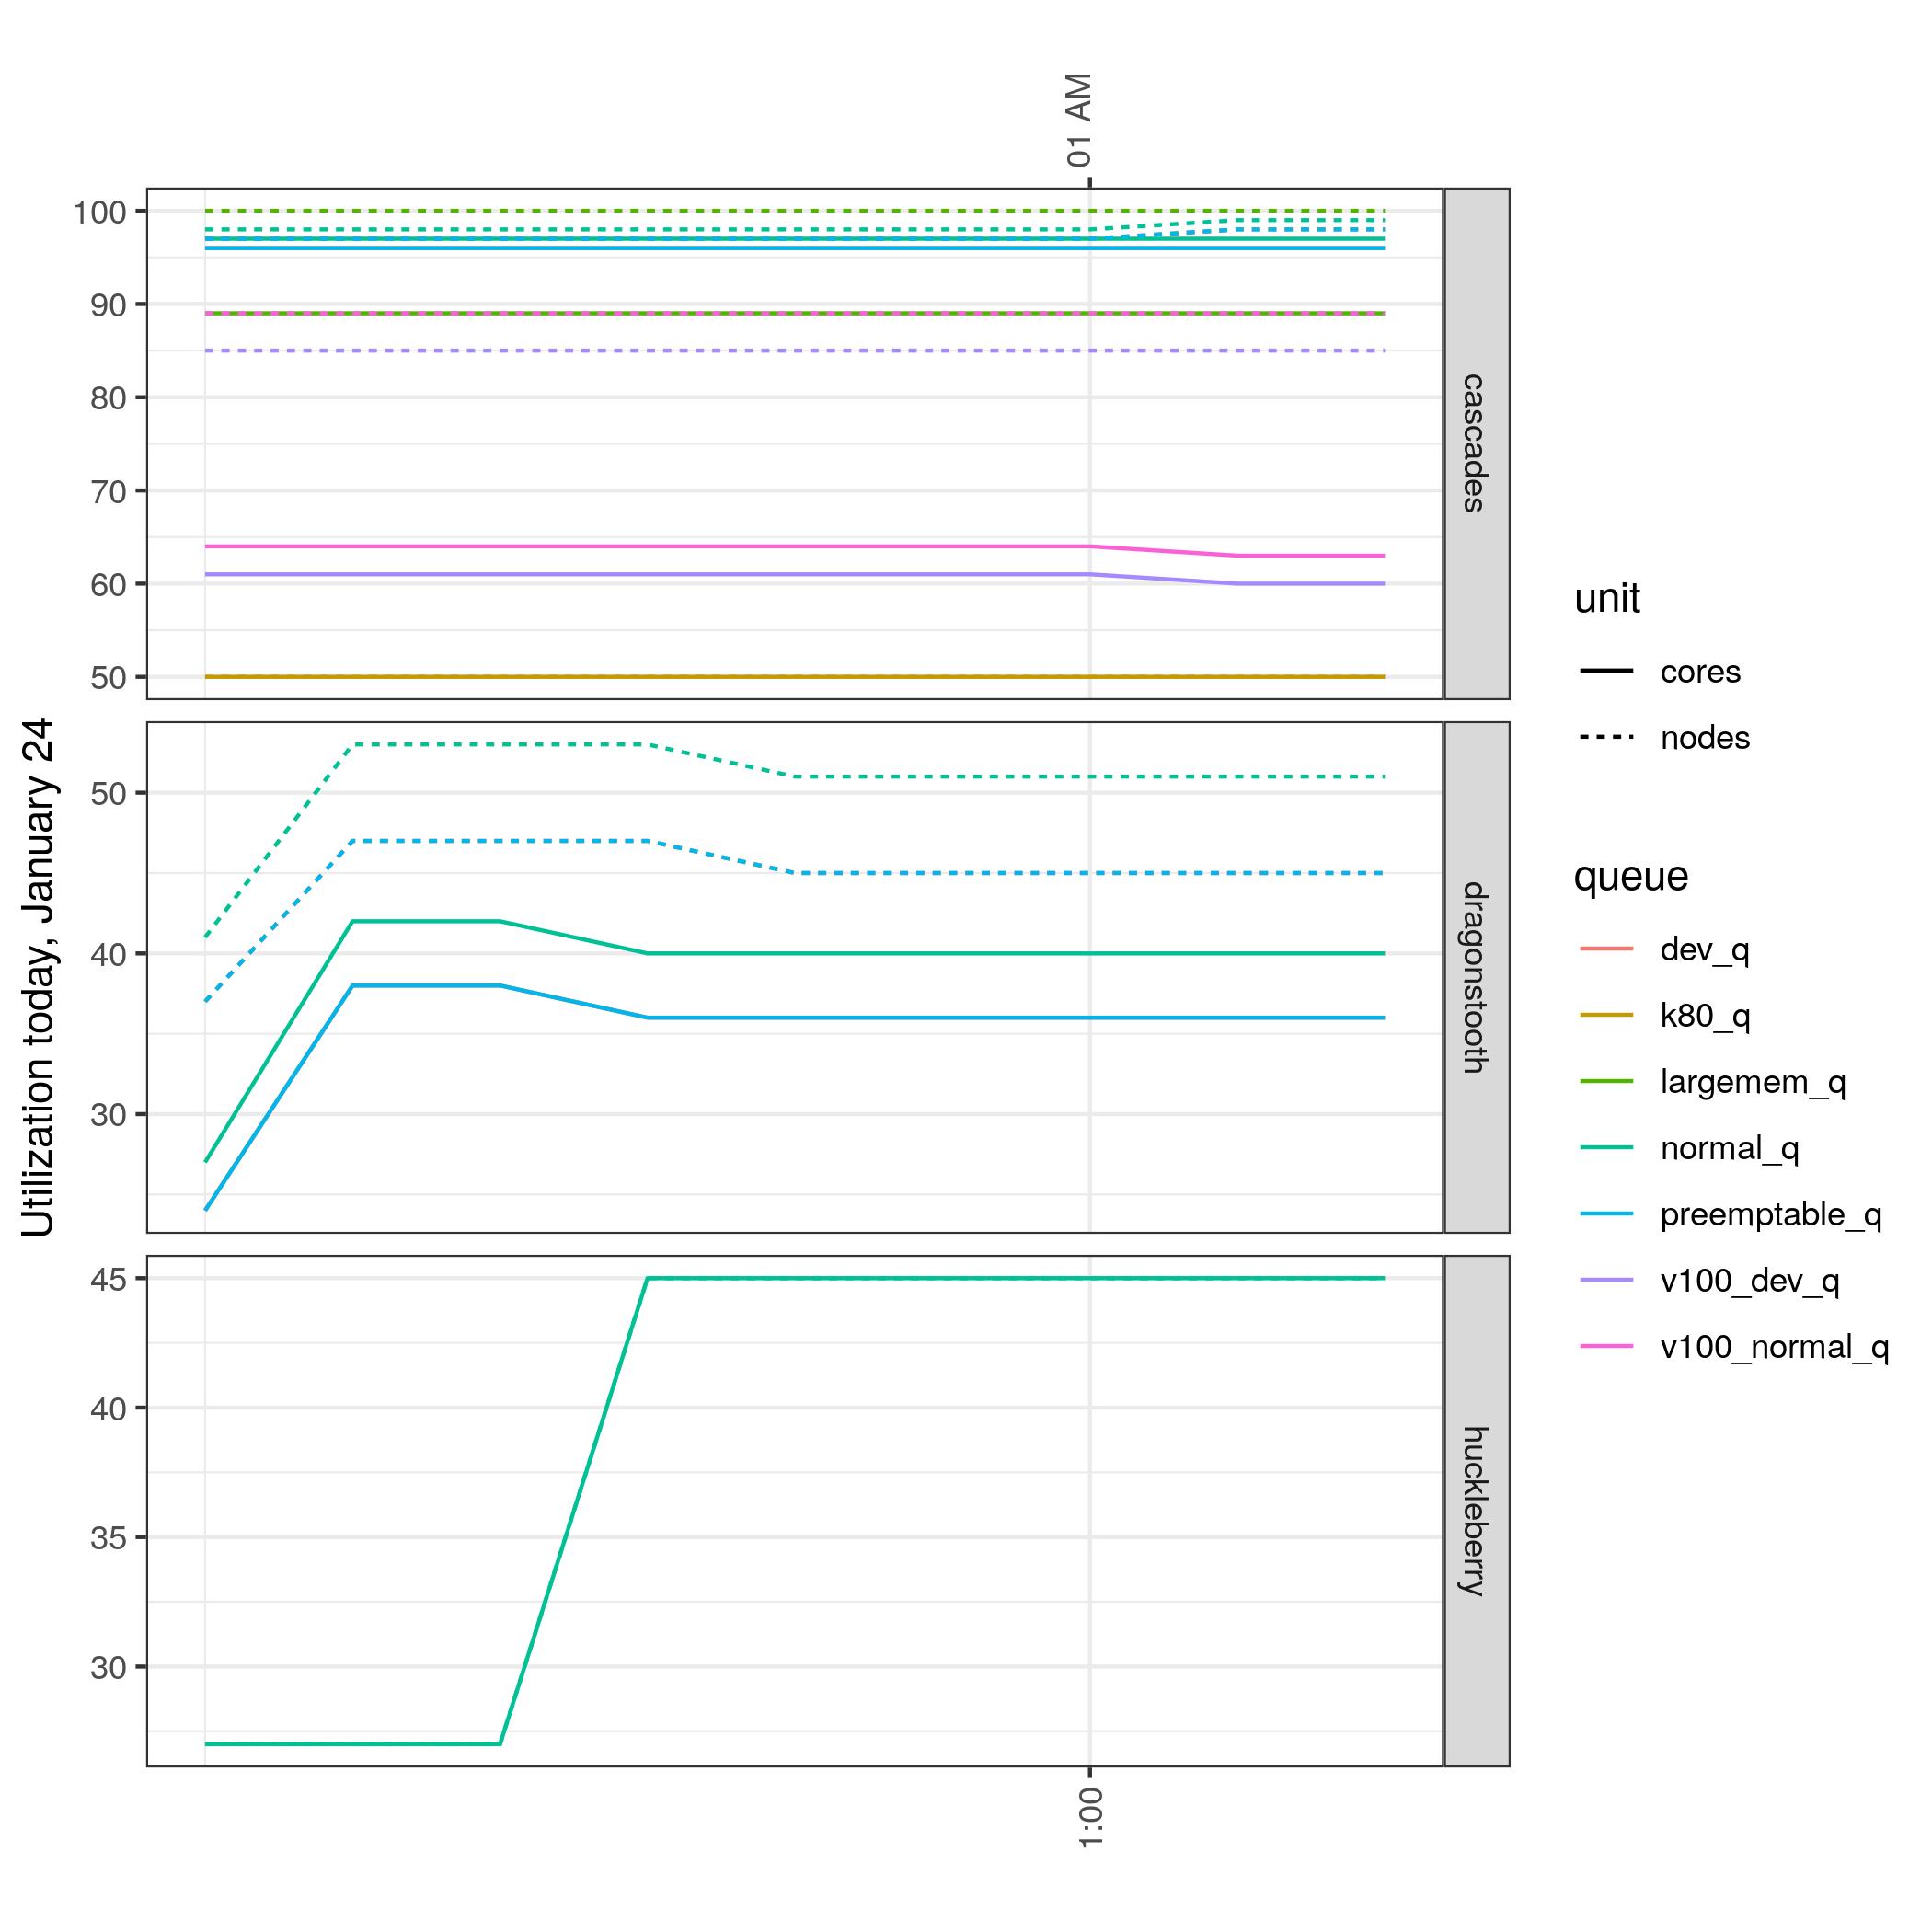 01 AM
Utilization today, January 24
100
90
80
70
60
50
cascades
50
40
30
dragonstooth
45
40
35
30
huckleberry
1:00
unit
cores
nodes
queue
dev_q
k80_q
largemem_q
normal_q
preemptable_q
v100_dev_q
v100_normal_q